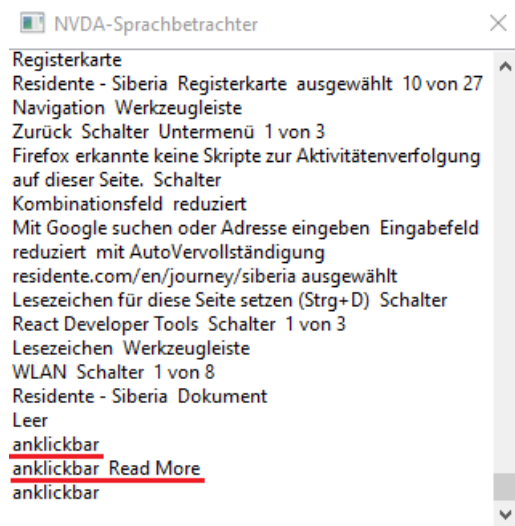 NVDA-Sprachbetrachter
Registerkarte
Residente - Siberia Registerkarte ausgewählt 10 von 27
Navigation Werkzeugleiste
Zurück Schalter Untermenü 1 von 3
Firefox erkannte keine Skripte zur Aktivitätenverfolgung
auf dieser Seite. Schalter
Kombinationsfeld reduziert
Mit Google suchen oder Adresse eingeben Eingabefeld
reduziert mit AutoVervollständigung
residente.com/en/journey/siberia ausgewählt
Lesezeichen für diese Seite setzen (Strg+D) Schalter
React Developer Tools Schalter 1 von 3
Lesezeichen Werkzeugleiste
WLAN Schalter 1 von 8
Residente - Siberia Dokument
Leer
anklickbar
anklickbar Read More
anklickbar